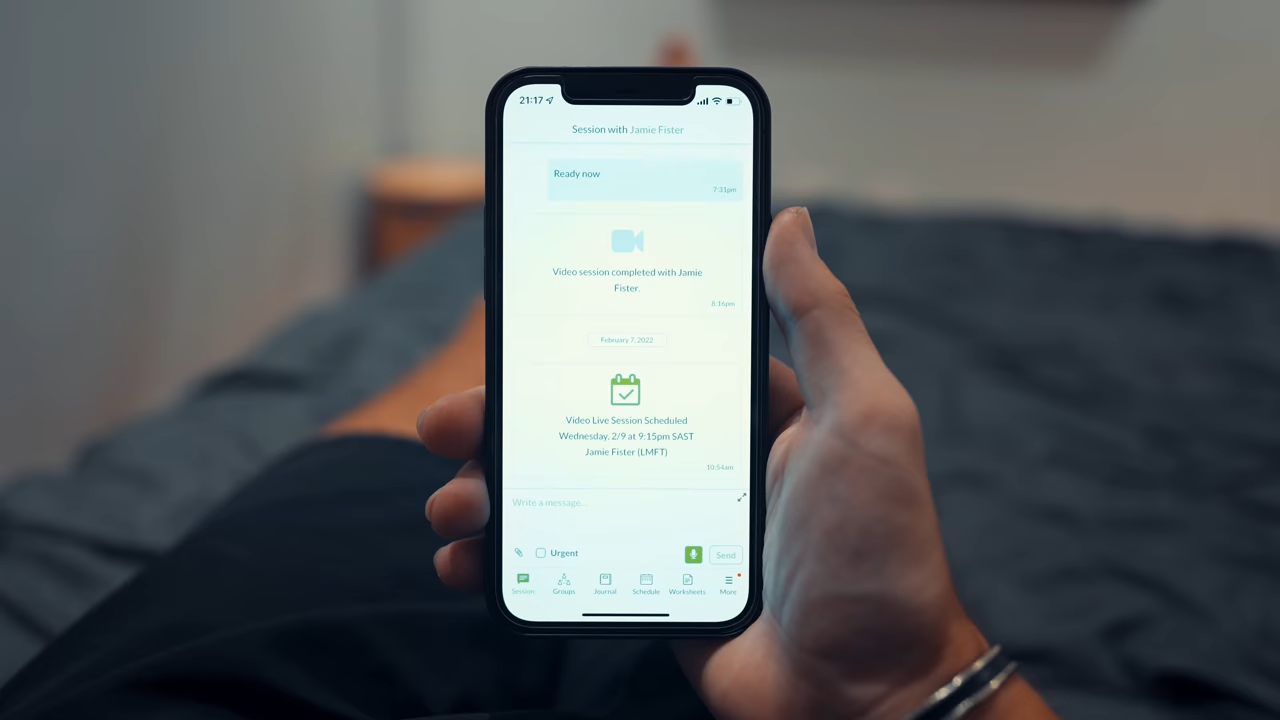 21:17
Session with Jamie Fister
Ready now
7:31pm
Video session completed with Jamie
Fister.
8:16pm
February 7, 2022
Video Live Session Scheduled
Wednesday, 2/9 at 9:15pm SAST
Jamie Fister (LMFT)
10:54am
Write a message...
Urgent
Send
Session
Groups
Journal
Schedule
Worksheets
More